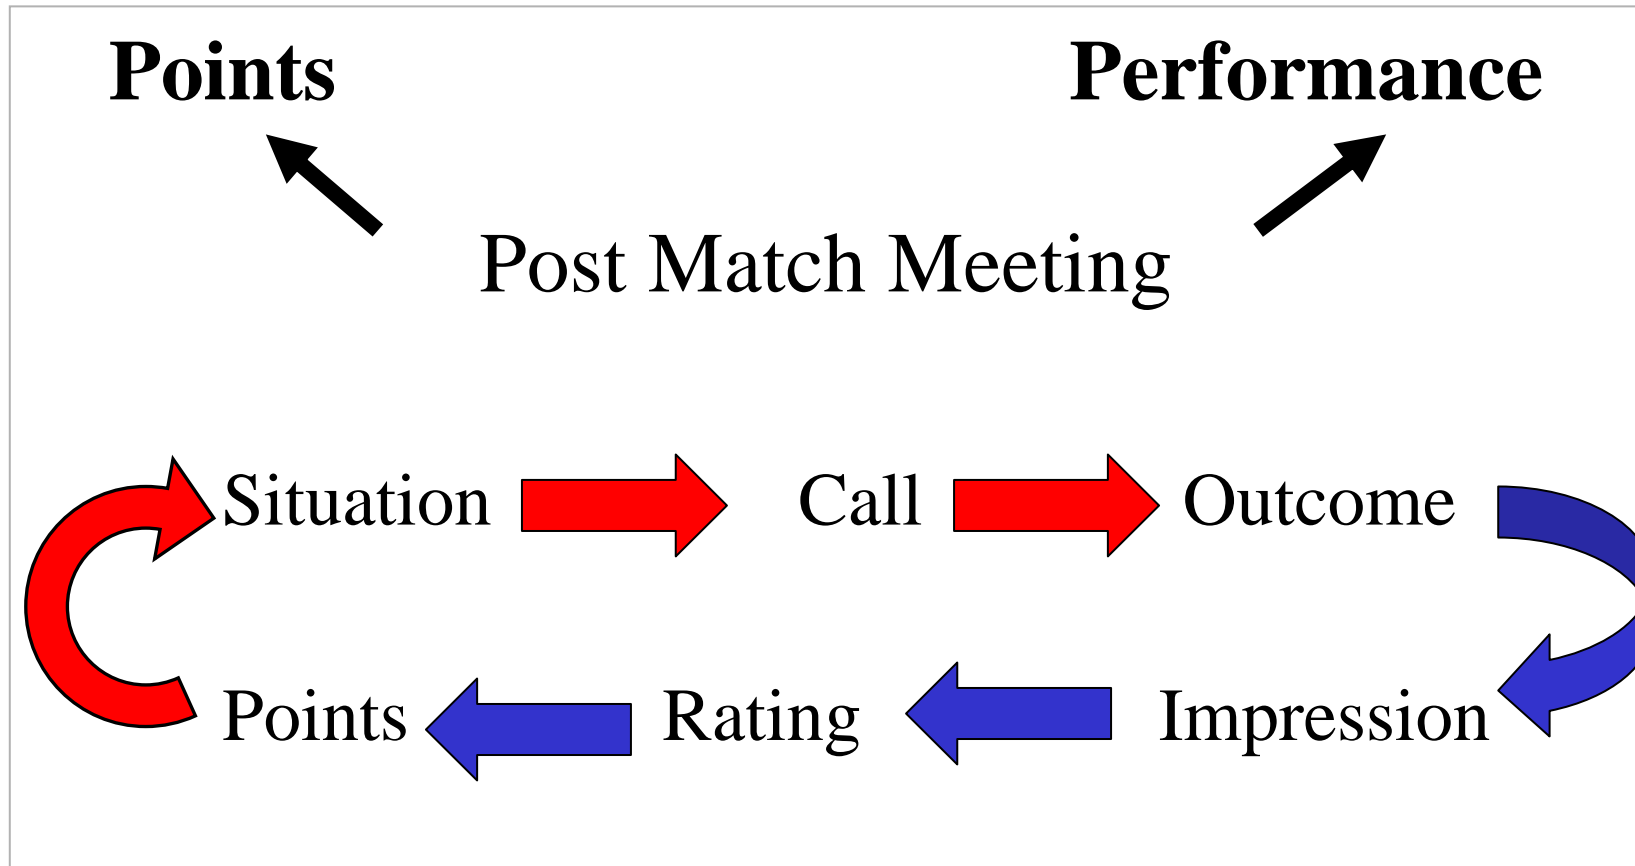 Points Performance
Post Match Meeting
Situation Call Outcome
Points Rating Impression